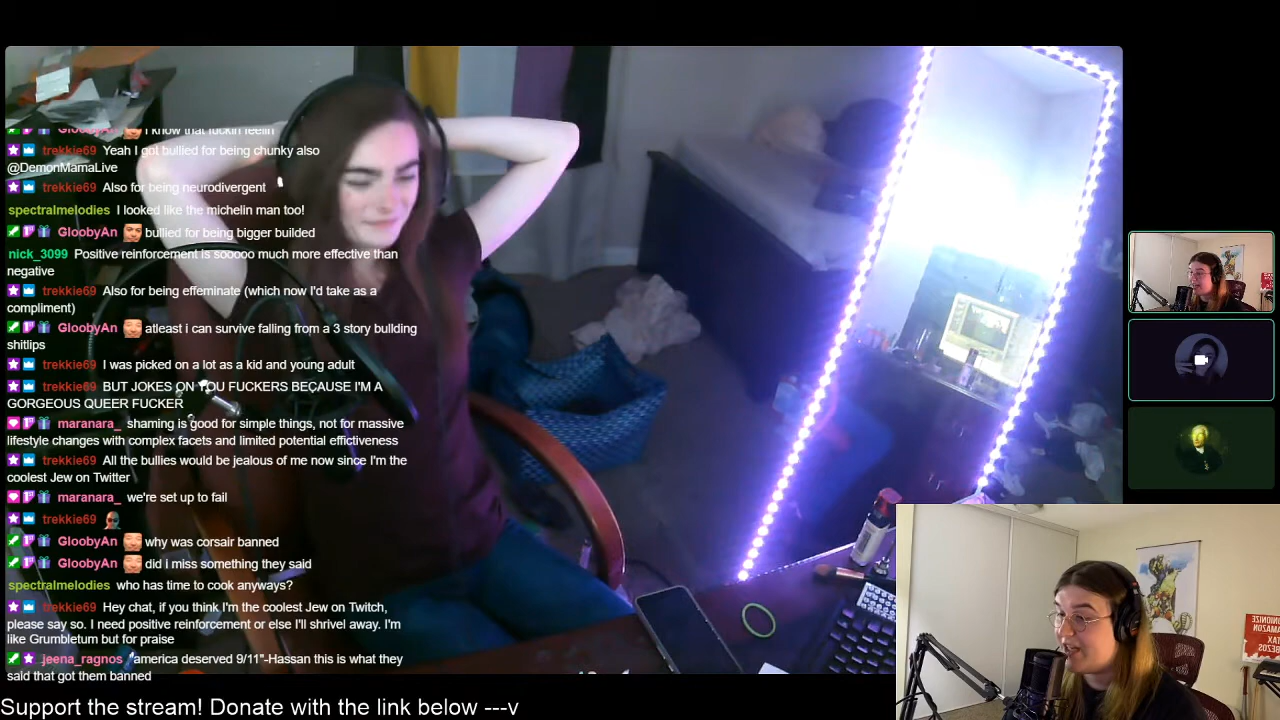 GloobyAn I know that fuckin feelin
trekkie69 Yeah I got bullied for being chunky also
@DemonMamaLive
trekkie69 Also for being neurodivergent
spectralmelodies I looked like the michelin man too!
GloobyAn bullied for being bigger builded
nick_3099 Positive reinforcement is sooooo much more effective than
negative
trekkie69 Also for being effeminate (which now I'd take as a
compliment)
GloobyAn atleast i can survive falling from a 3 story bullding
shitlips
trekkie69 I was picked on a lot as a kid and young adult
trekkie69 BUT JOKES ON YOU FUCKERS BECAUSE I'M A
GORGEOUS QUEER FUCKER
maranara_ shaming is good for simple things, not for massive
lifestyle changes with complex facets and limited potential effictiveness
trekkie69 All the bullies would be jealous of me now since I'm the
coolest Jew on Twitter
maranara_ we're set up to fail
trekkie69
GloobyAn why was corsair banned
GloobyAn did i miss something they said
spectralmelodies who has time to cook anyways?
trekkie69 Hey chat, if you think I'm the coolest Jew on Twitch,
please say so. I need positive reinforcement or else I'll shrivel away. I'm
like Grumbletum but for praise
jeena_ragnos "america deserved 9/11"-Hassan this is what they
said that got them banned
UNIONIZE
AMAZON
TAX
BEZOS
Support the stream! Donate with the link below ---v